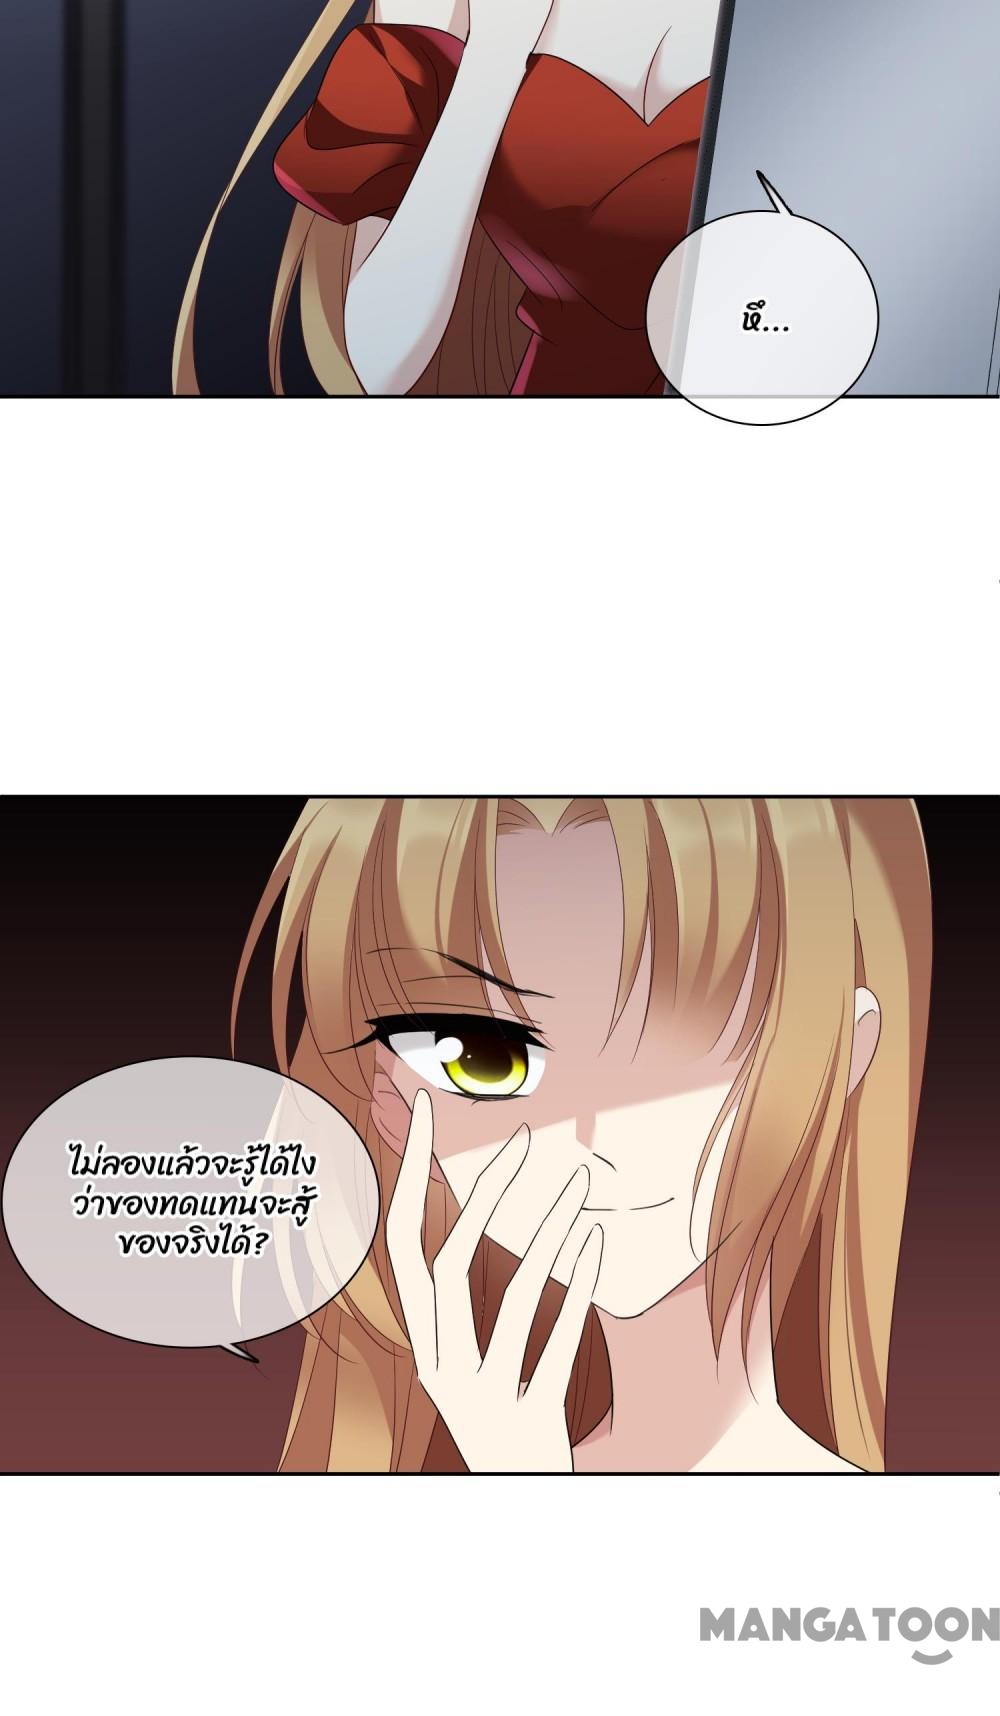 หึ...
ไม่ลองแล้วจะรู้ได้ไง
ว่าของทดแทนจะสู้
ของจริงได้?
MANGATOON